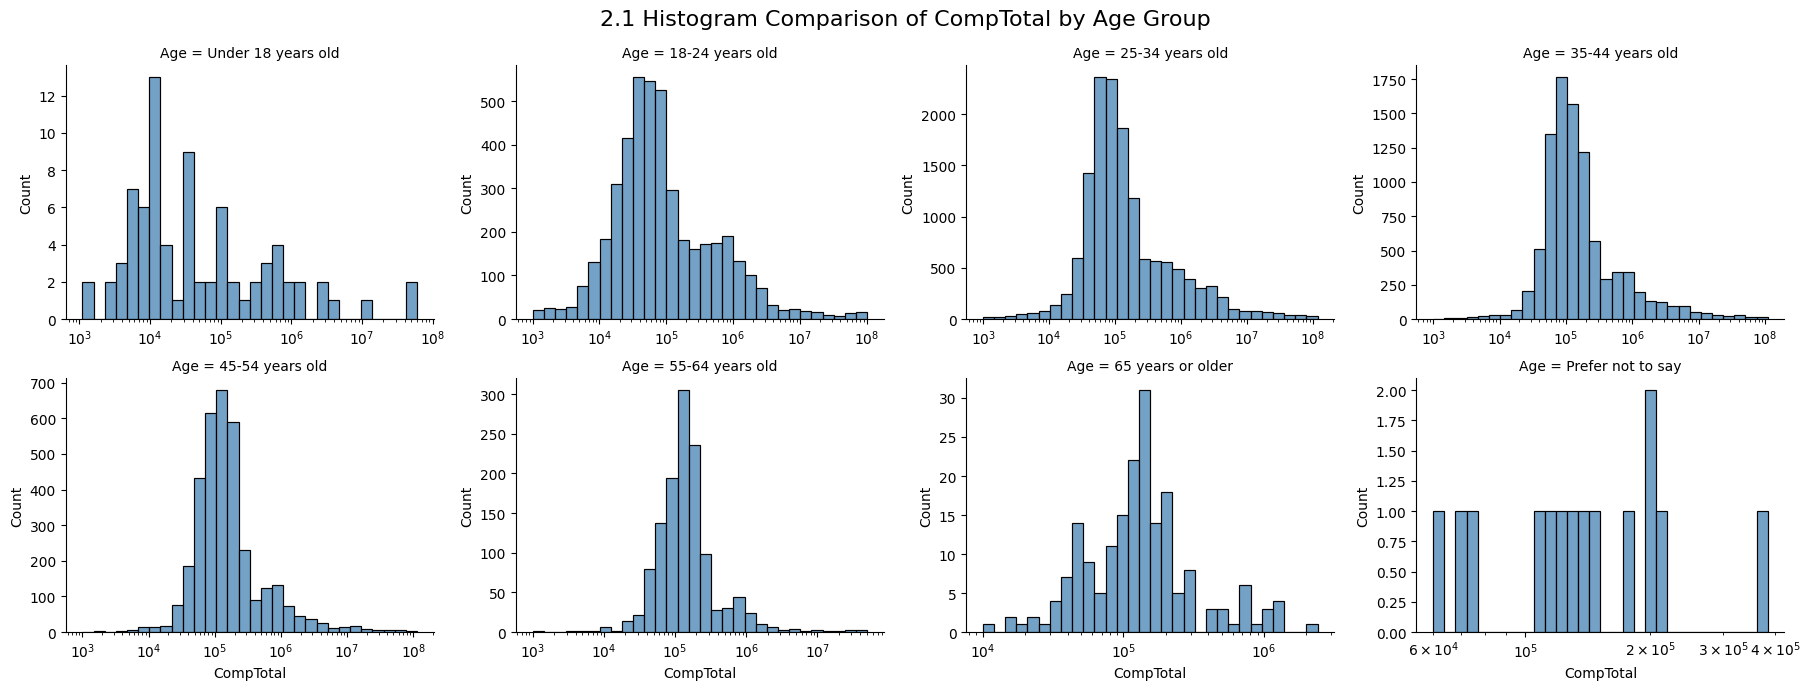 2.1 Histogram Comparison of CompTotal by Age Group
Age = Under 18 years old
Age = 18-24 years old
Age = 25-34 years old
Age = 35-44 years old
Count
12
10
8
6
4
2
0
10³ 10⁴ 10⁵ 10⁶ 10⁷ 10⁸
Count
500
400
300
200
100
0
10³ 10⁴ 10⁵ 10⁶ 10⁷ 10⁸
Count
2000
1500
1000
500
0
10³ 10⁴ 10⁵ 10⁶ 10⁷ 10⁸
Count
1750
1500
1250
1000
750
500
250
0
10³ 10⁴ 10⁵ 10⁶ 10⁷ 10⁸
Age = 45-54 years old
Age = 55-64 years old
Age = 65 years or older
Age = Prefer not to say
Count
700
600
500
400
300
200
100
0
10³ 10⁴ 10⁵ 10⁶ 10⁷ 10⁸
CompTotal
Count
300
250
200
150
100
50
0
10³ 10⁴ 10⁵ 10⁶ 10⁷
CompTotal
Count
30
25
20
15
10
5
0
10⁴ 10⁵ 10⁶
CompTotal
Count
2.00
1.75
1.50
1.25
1.00
0.75
0.50
0.25
0.00
6 × 10⁴ 10⁵ 2 × 10⁵ 3 × 10⁵ 4 × 10⁵
CompTotal